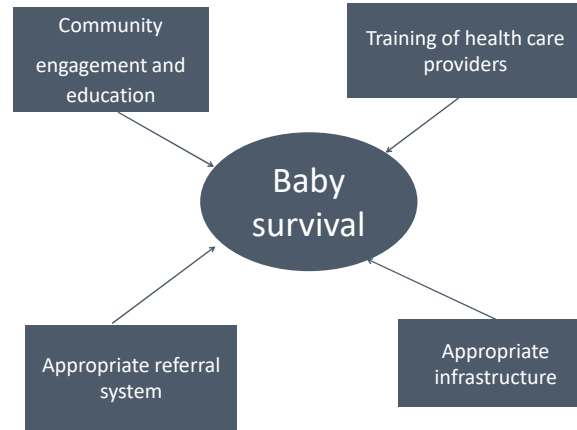 Community
engagement and
education
Training of health care
providers
Baby
survival
Appropriate referral
system
Appropriate
infrastructure